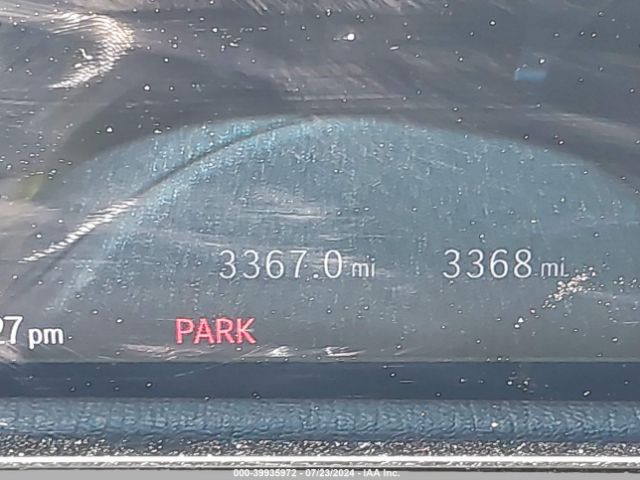 3367.0 mi 3368 mi
27 pm PARK
000-39935972 - 07/23/2024 - IAA Inc.